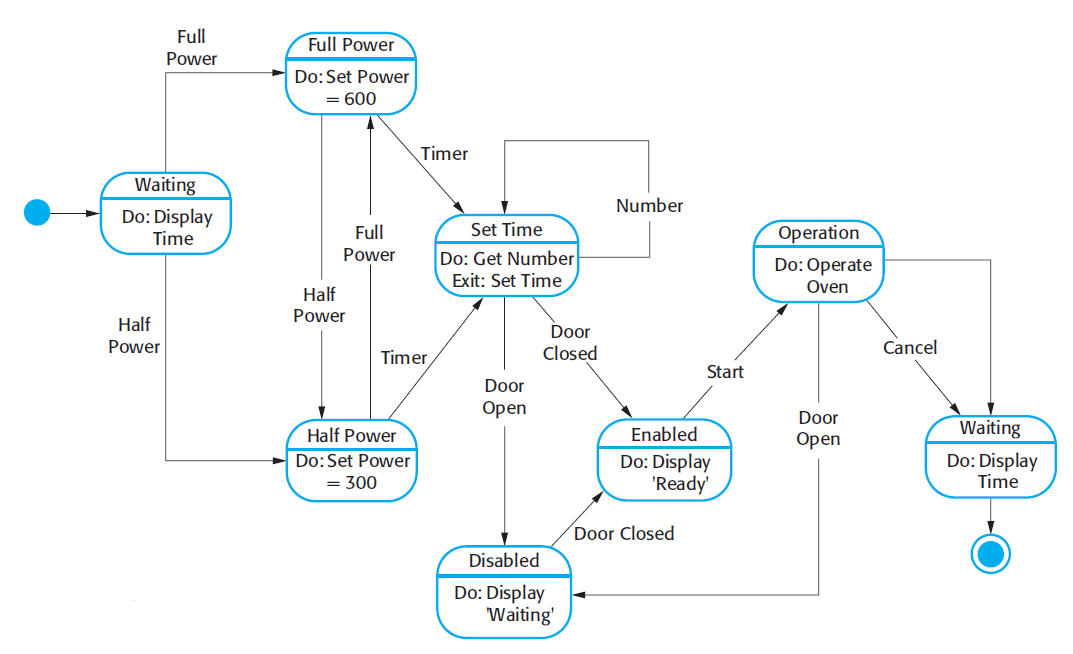 Full
Power
Full Power
Do: Set Power
= 600
Timer
Number
Waiting
Do: Display
Time
Full
Power
Set Time
Do: Get Number
Exit: Set Time
Operation
Do: Operate
Oven
Half
Power
Half
Power
Timer
Door
Closed
Door
Open
Start
Cancel
Door
Open
Half Power
Do: Set Power
= 300
Enabled
Do: Display
'Ready'
Waiting
Do: Display
Time
Door Closed
Disabled
Do: Display
'Waiting'